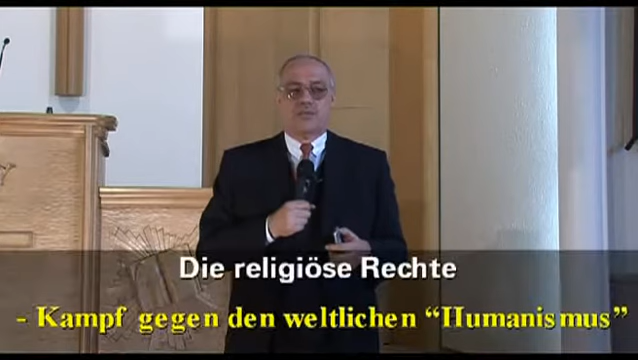 Die religiöse Rechte
- Kampf gegen den weltlichen “Humanismus”